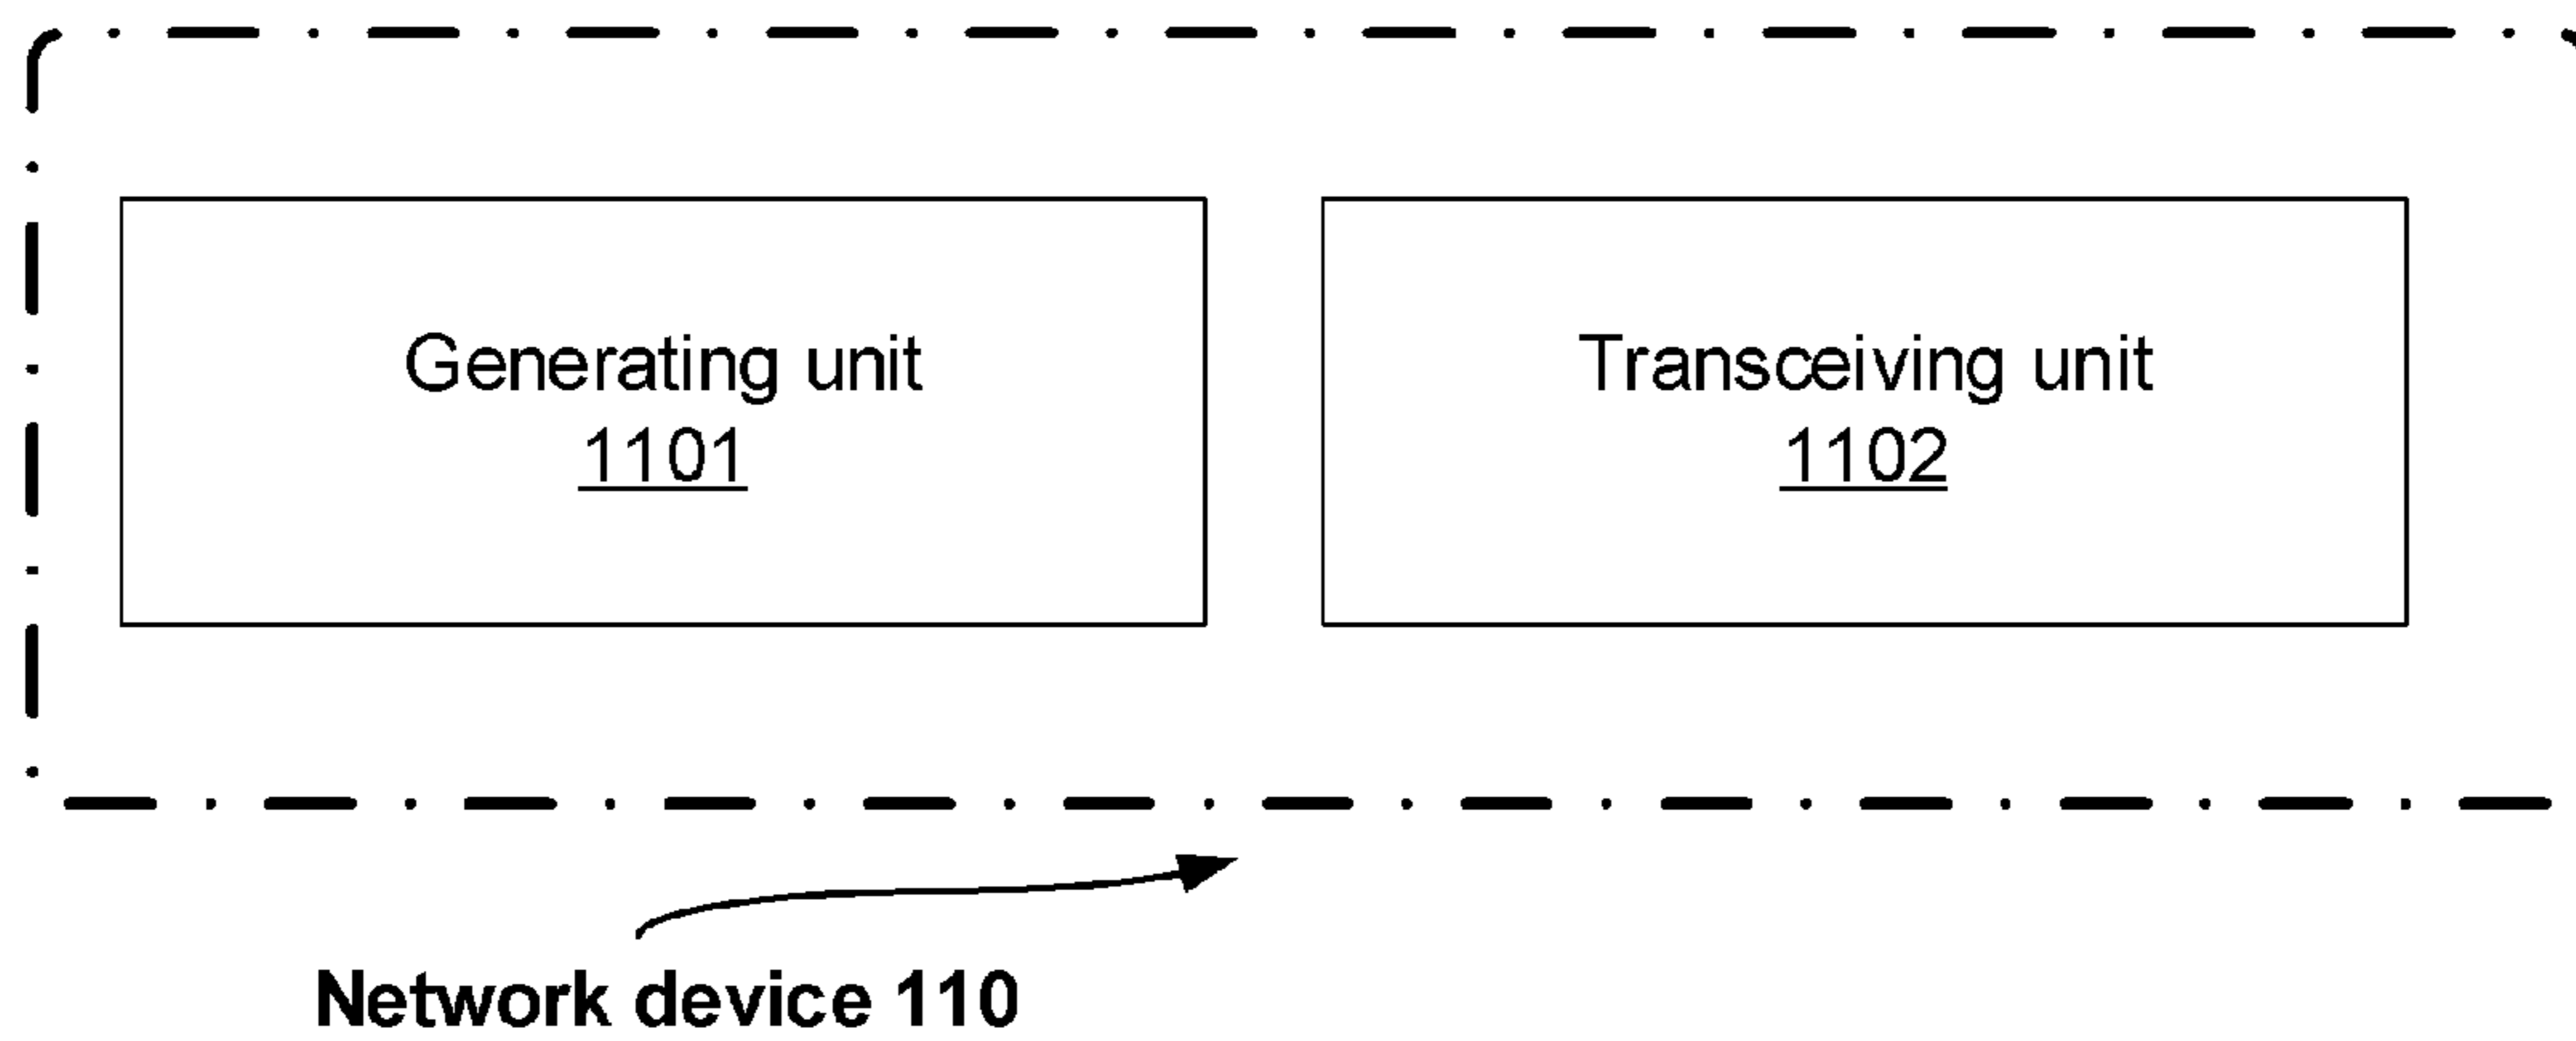 Generating unit
1101
Transceiving unit
1102
Network device 110